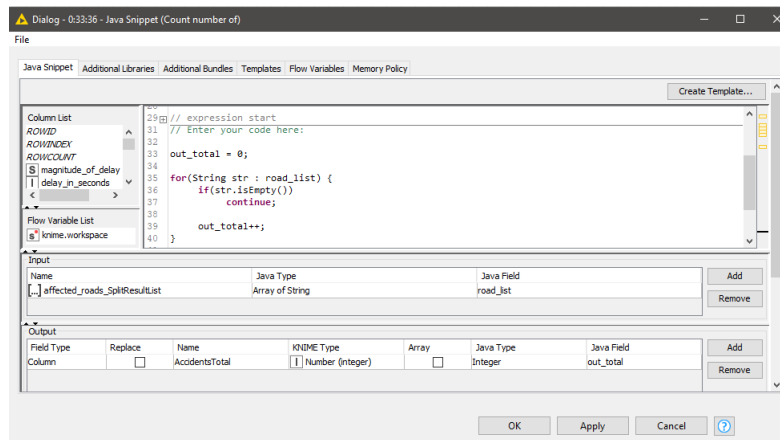 Dialog - 0:33:36 - Java Snippet (Count number of)
File
Java Snippet Additional Libraries Additional Bundles Templates Flow Variables Memory Policy
Create Template...
Column List
ROWID
ROWINDEX
ROWCOUNT
S magnitude_of_delay
I delay_in_seconds
Flow Variable List
s knime.workspace
29 // expression start
31 // Enter your code here:
32
33 out_total = 0;
34
35 for(String str : road_list) {
36 if(str.isEmpty())
37 continue;
38
39 out_total++;
40 }
Input
Name Java Type Java Field
[...] affected_roads_SplitResultList Array of String road_list
Add
Remove
Output
Field Type Replace Name KNIME Type Array Java Type Java Field
Column AccidentsTotal I Number (integer) Integer out_total
Add
Remove
OK Apply Cancel ?